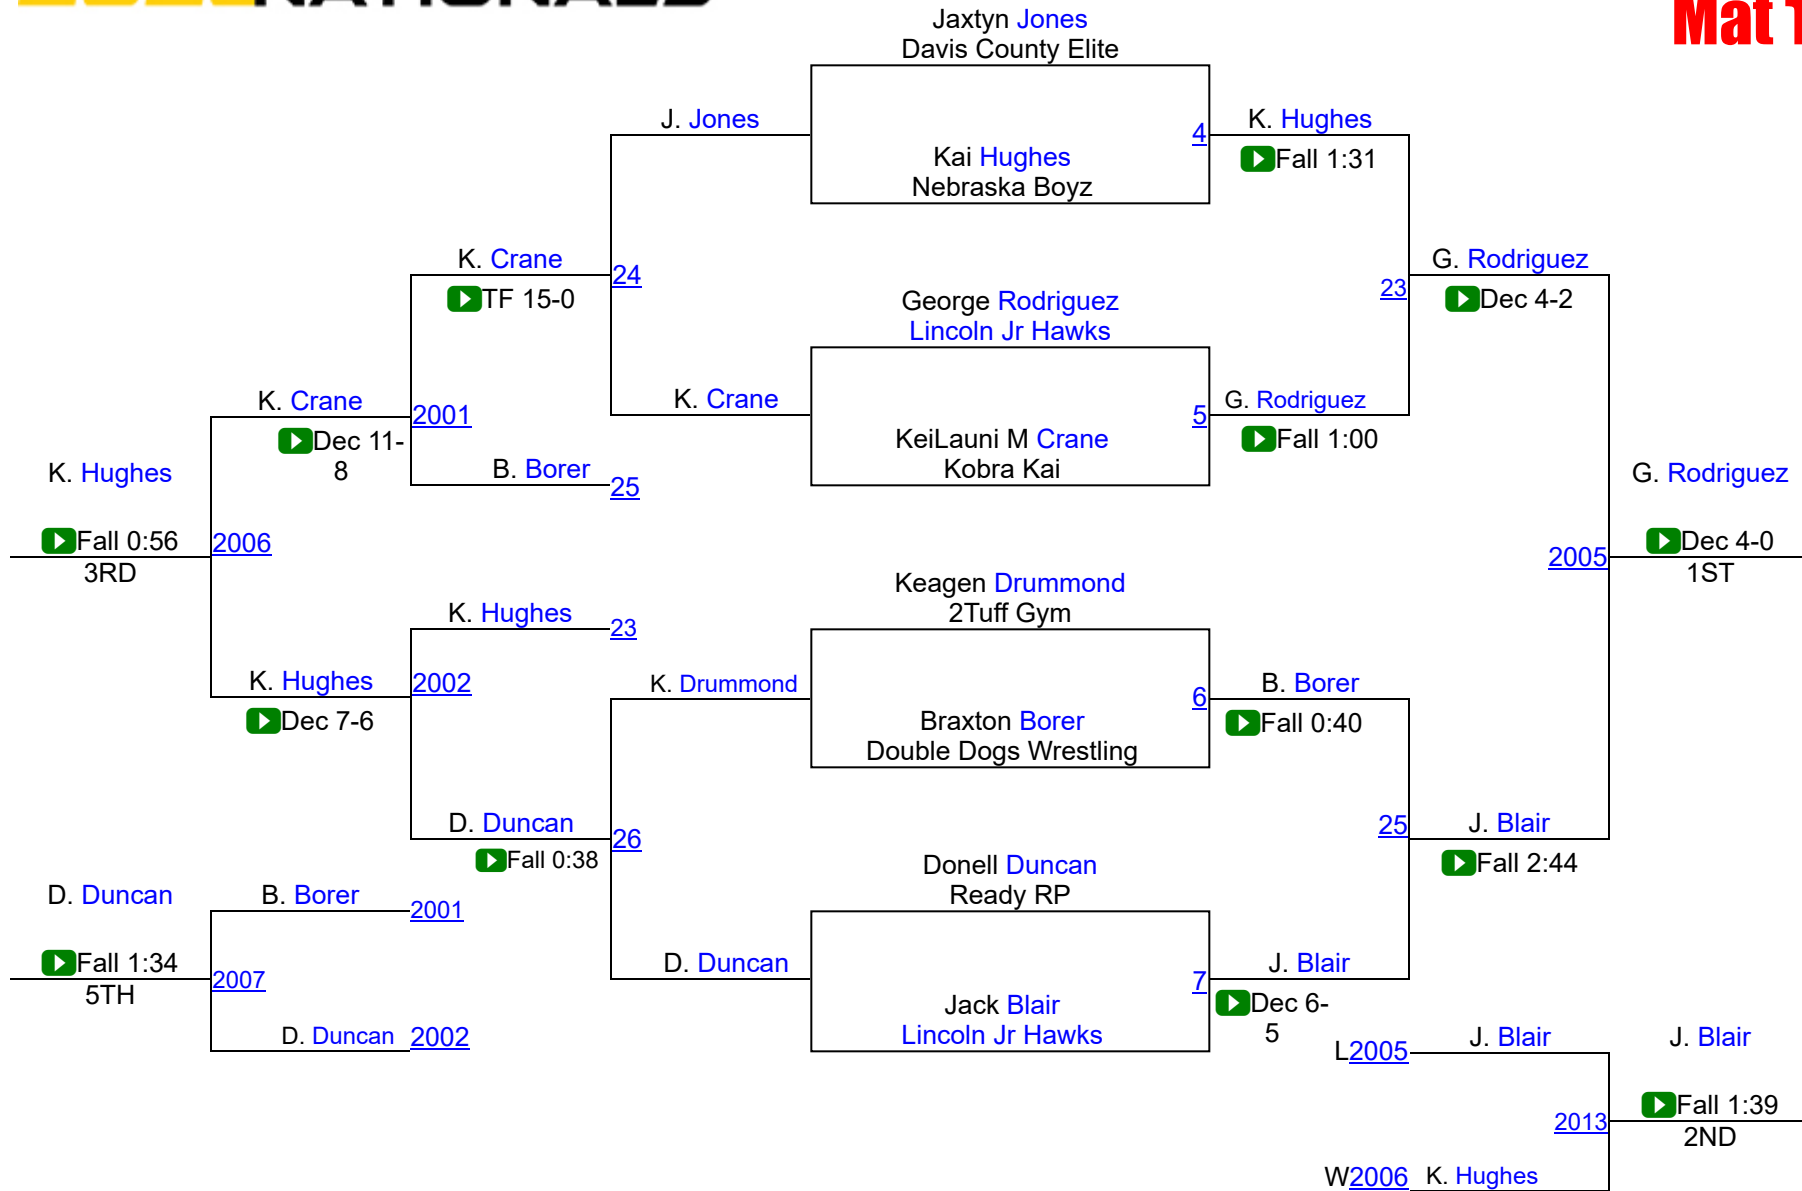 NATIONALS
Mat
Jaxtyn Jones
Davis County Elite
J. Jones
4
K. Hughes
Fall 1:31
Kai Hughes
Nebraska Boyz
K. Crane
TF 15-0
24
George Rodriguez
Lincoln Jr Hawks
23
G. Rodriguez
Dec 4-2
K. Crane
Dec 11-
8
2001
K. Crane
5
G. Rodriguez
Fall 1:00
KeiLauni M Crane
Kobra Kai
B. Borer
25
K. Hughes
Fall 0:56
3RD
2006
G. Rodriguez
2005
Dec 4-0
1ST
Keagen Drummond
2Tuff Gym
K. Hughes
23
K. Hughes
Dec 7-6
2002
K. Drummond
6
B. Borer
Fall 0:40
Braxton Borer
Double Dogs Wrestling
D. Duncan
Fall 0:38
26
25
J. Blair
Fall 2:44
Donell Duncan
Ready RP
D. Duncan
Fall 1:34
5TH
B. Borer
2001
2007
D. Duncan
2002
D. Duncan
7
J. Blair
Dec 6-
5
Jack Blair
Lincoln Jr Hawks
L2005
J. Blair
J. Blair
2013
Fall 1:39
2ND
W2006
K. Hughes